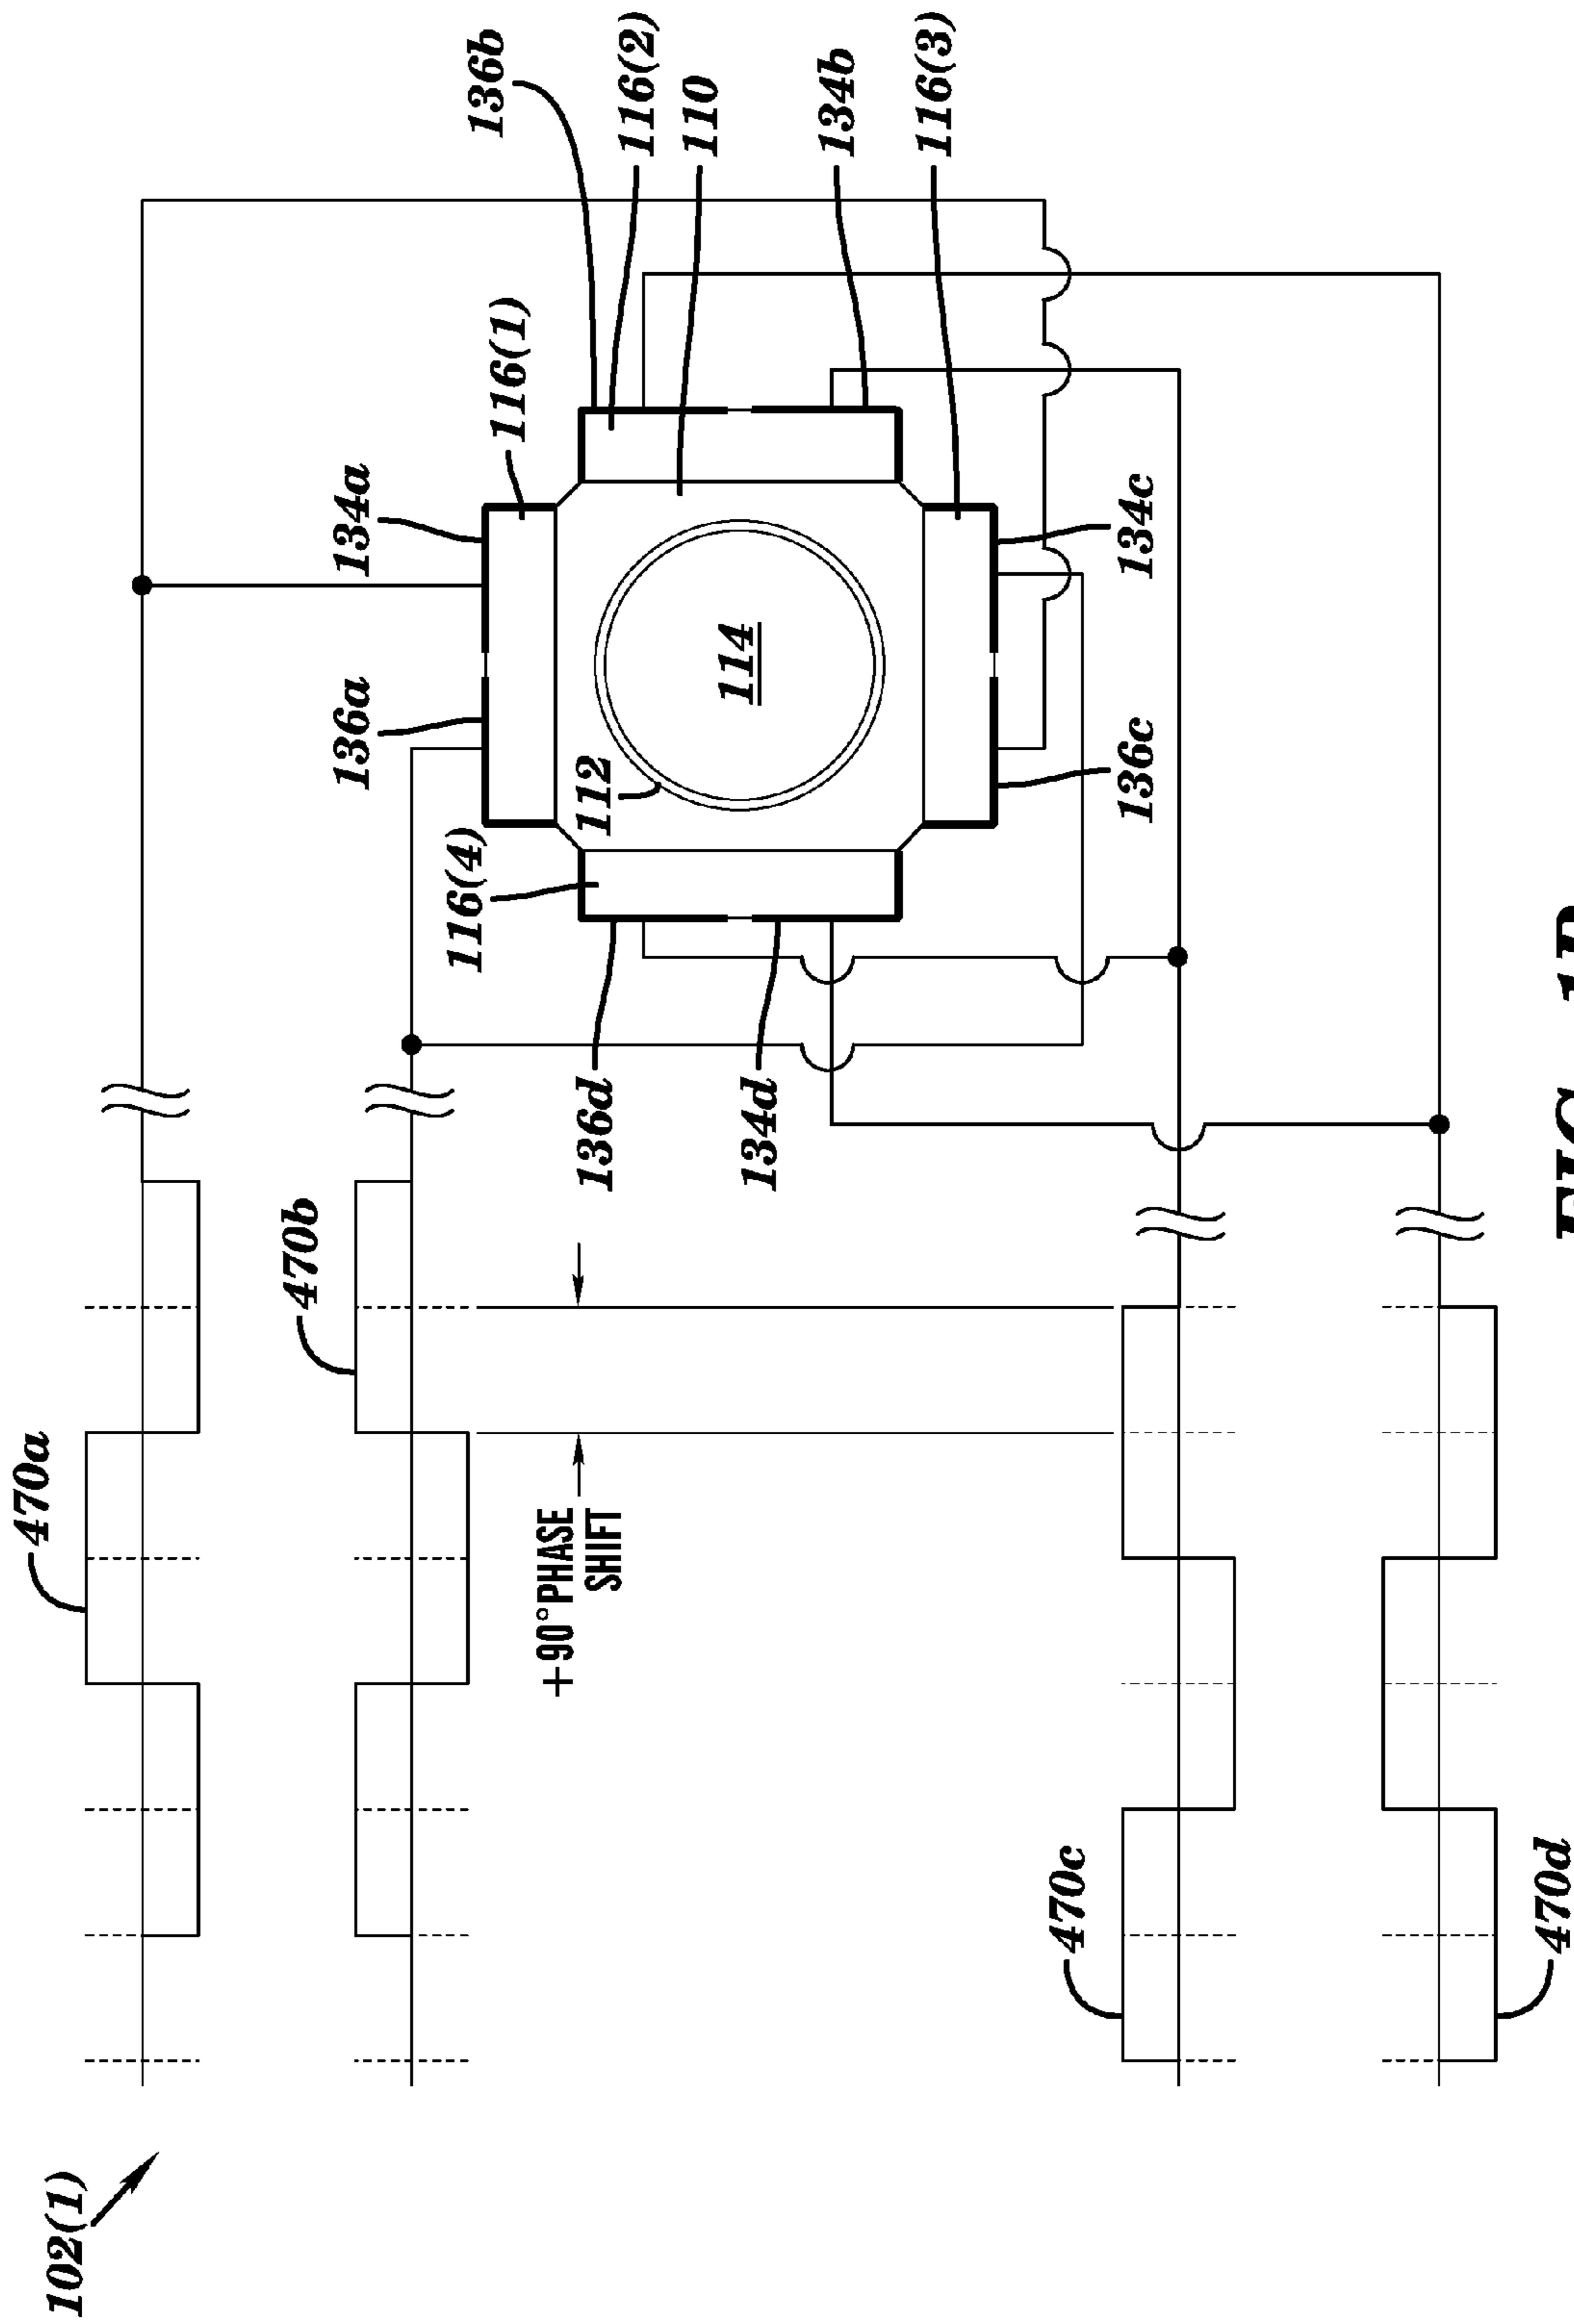 470a
102(1)
470b
136a
134a
116(4)
136b
116(1)
+90°PHASE
SHIFT
136d
112
116(2)
110
114
134d
134b
116(3)
470c
136c
134c
470d
FIG.